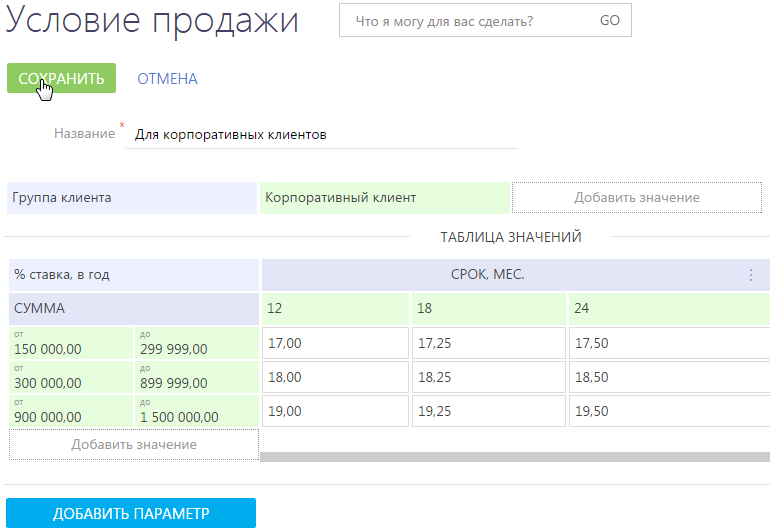 Условие продажи
Что я могу для вас сделать? GO
СОХРАНИТЬ ОТМЕНА
Название * Для корпоративных клиентов
Группа клиента Корпоративный клиент Добавить значение
ТАБЛИЦА ЗНАЧЕНИЙ
% ставка, в год СРОК, МЕС.
СУММА 12 18 24
от до
150 000,00 299 999,00 17,00 17,25 17,50
от до
300 000,00 899 999,00 18,00 18,25 18,50
от до
900 000,00 1 500 000,00 19,00 19,25 19,50
Добавить значение
ДОБАВИТЬ ПАРАМЕТР